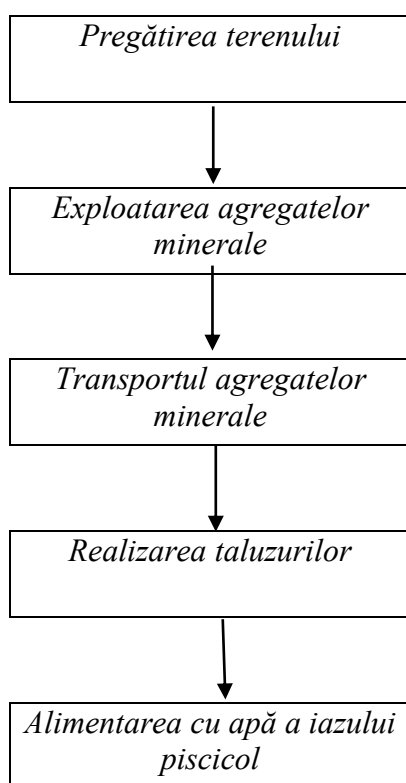 Pregătirea terenului
Exploatarea agregatelor
minerale
Transportul agregatelor
minerale
Realizarea taluzurilor
Alimentarea cu apă a iazului
piscicol